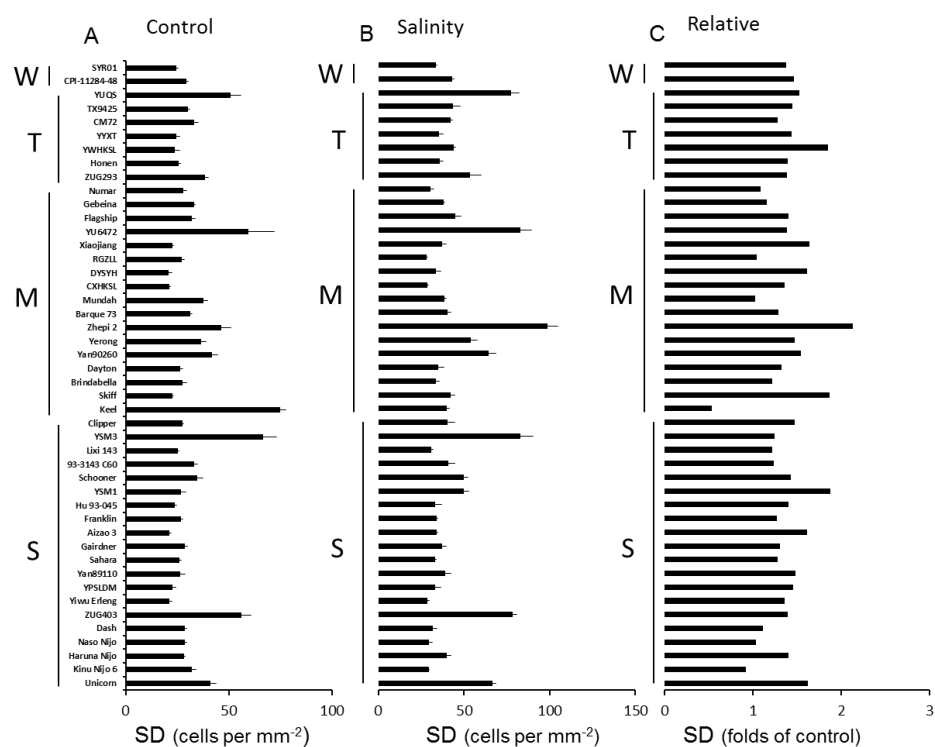 A Control
B Salinity
C Relative
W
T
M
S
SYR01
CPI-11284-48
YUQS
TX9425
CM72
YYXT
YWHKSL
Honen
ZUG293
Numar
Gebeina
Flagship
YU6472
Xiaojiang
RGZLL
DYSYH
CXHKSL
Mundah
Barque 73
Zhepi 2
Yerong
Yan90260
Dayton
Brindabella
Skiff
Keel
Clipper
YSM3
Lixi 143
93-3143 C60
Schooner
YSM1
Hu 93-045
Franklin
Aizao 3
Gairdner
Sahara
Yan89110
YPSLDM
Yiwu Erleng
ZUG403
Dash
Naso Nijo
Haruna Nijo
Kinu Nijo 6
Unicorn
0 50 100
SD (cells per mm⁻²)
W
T
M
S
0 50 100 150
SD (cells per mm⁻²)
W
T
M
S
0 1 2 3
SD (folds of control)